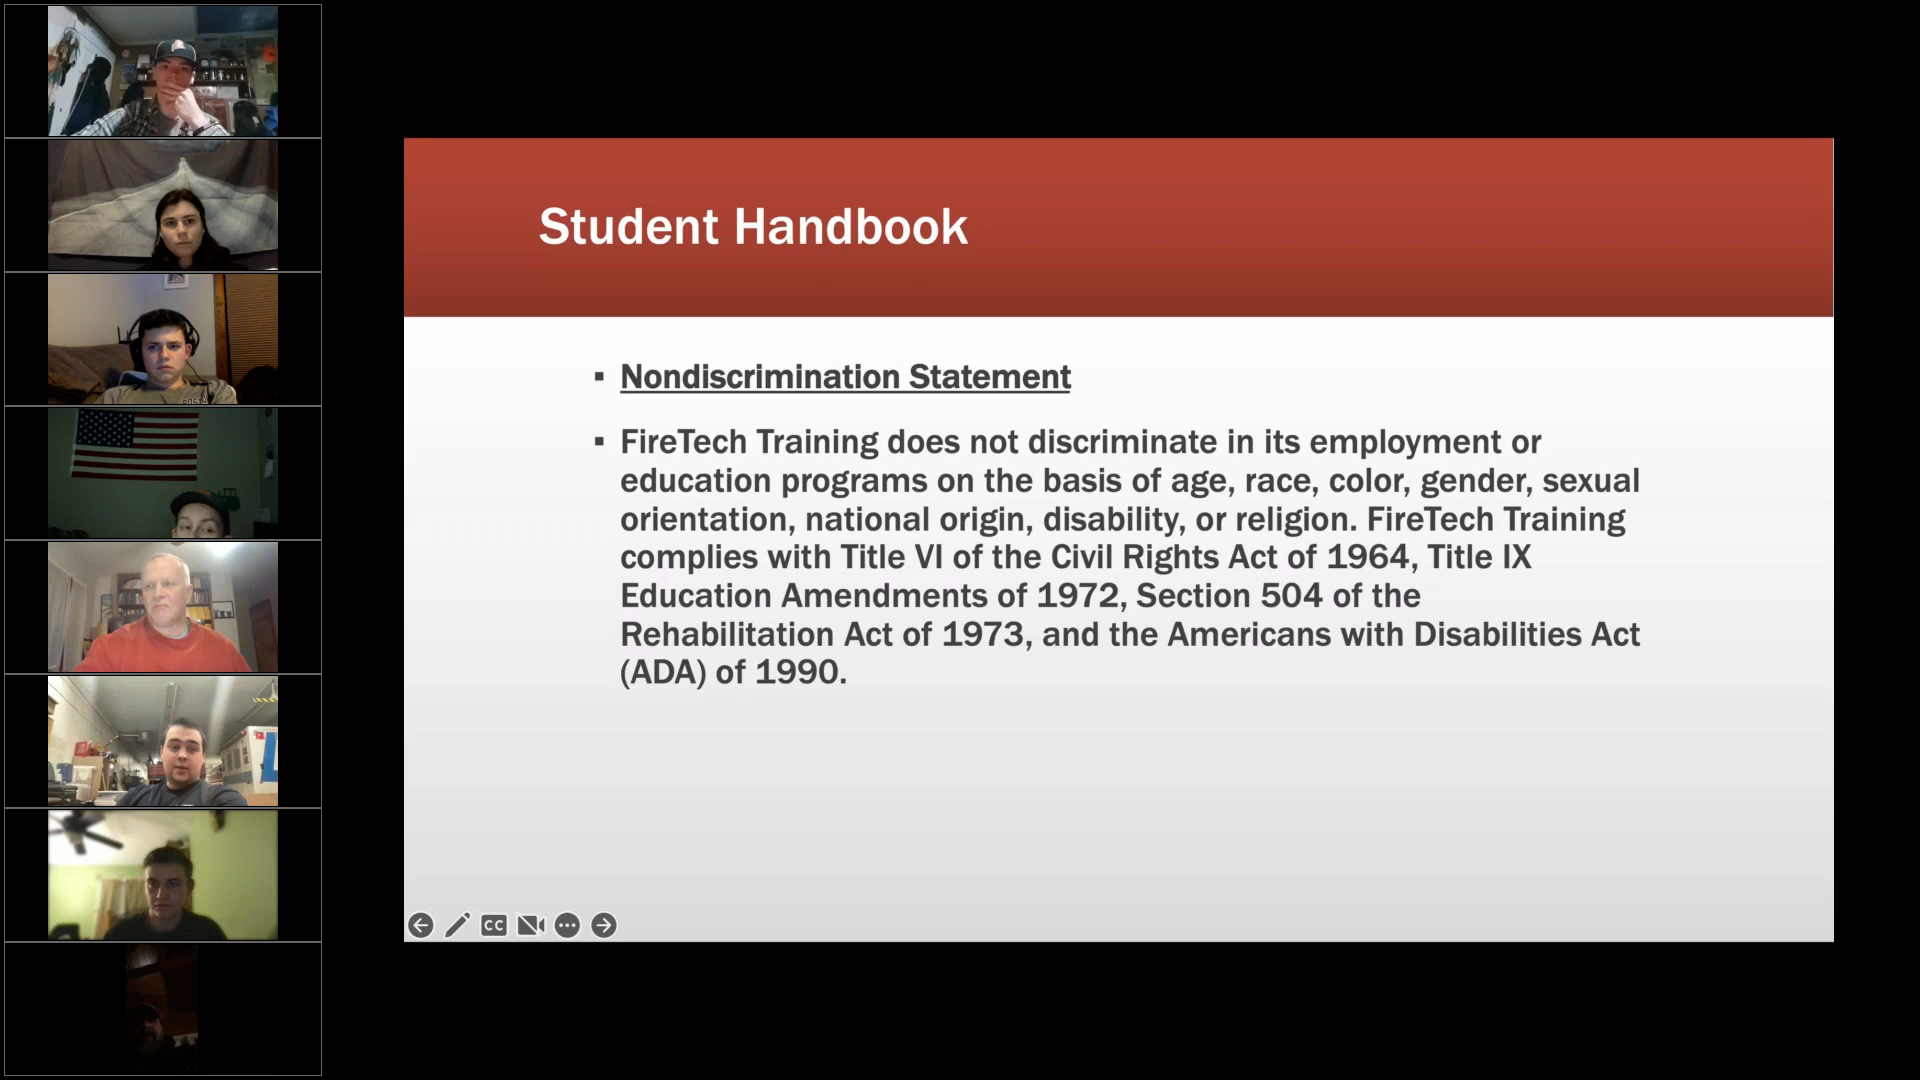 Student Handbook
▪ Nondiscrimination Statement
▪ FireTech Training does not discriminate in its employment or
education programs on the basis of age, race, color, gender, sexual
orientation, national origin, disability, or religion. FireTech Training
complies with Title VI of the Civil Rights Act of 1964, Title IX
Education Amendments of 1972, Section 504 of the
Rehabilitation Act of 1973, and the Americans with Disabilities Act
(ADA) of 1990.
CC